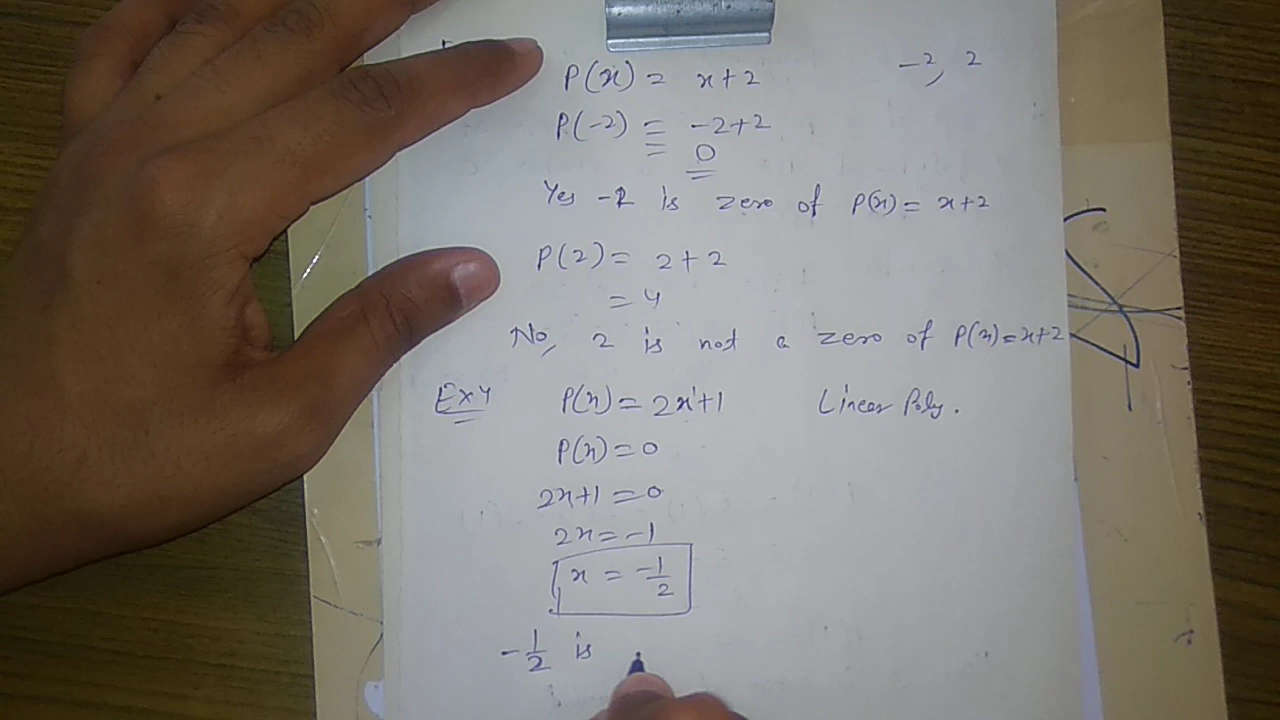 P(x) = x+2 -2, 2
P(-2) = -2+2
= 0
Yes -2 is zero of P(x) = x+2
P(2) = 2+2
= 4
No, 2 is not a zero of P(x)=x+2
Ex4 P(x) = 2x¹+1 Linear Poly.
P(x) = 0
2x+1 = 0
2x = -1
x = -1/2
-1/2 is